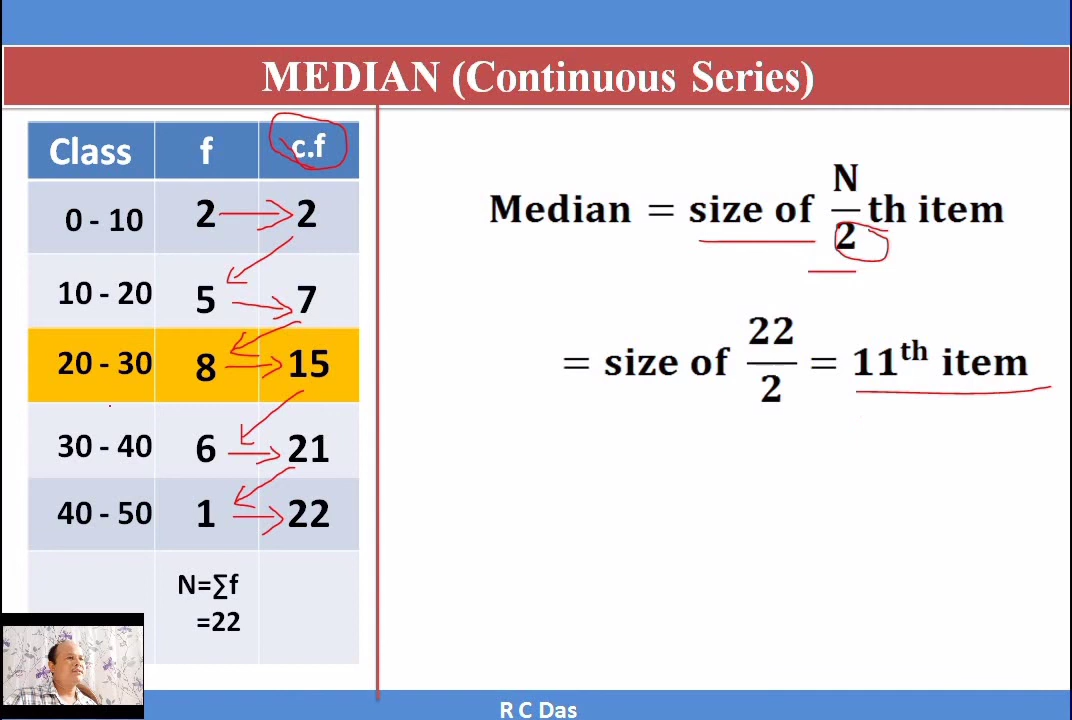 MEDIAN (Continuous Series)
Class f c.f
0 - 10 2 2
10 - 20 5 7
20 - 30 8 15
30 - 40 6 21
40 - 50 1 22
N=∑f
=22
Median = size of N/2 th item
= size of 22/2 = 11th item
R C Das